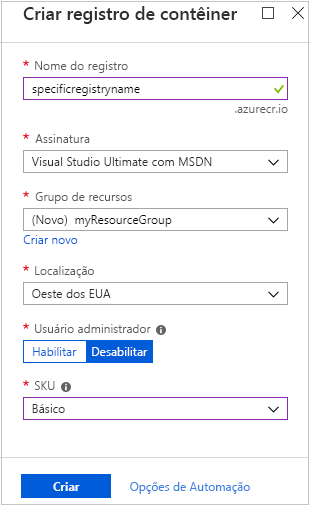 Criar registro de contêiner
* Nome do registro
specificregistryname
.azurecr.io
* Assinatura
Visual Studio Ultimate com MSDN
* Grupo de recursos
(Novo) myResourceGroup
Criar novo
* Localização
Oeste dos EUA
* Usuário administrador
Habilitar Desabilitar
* SKU
Básico
Criar Opções de Automação